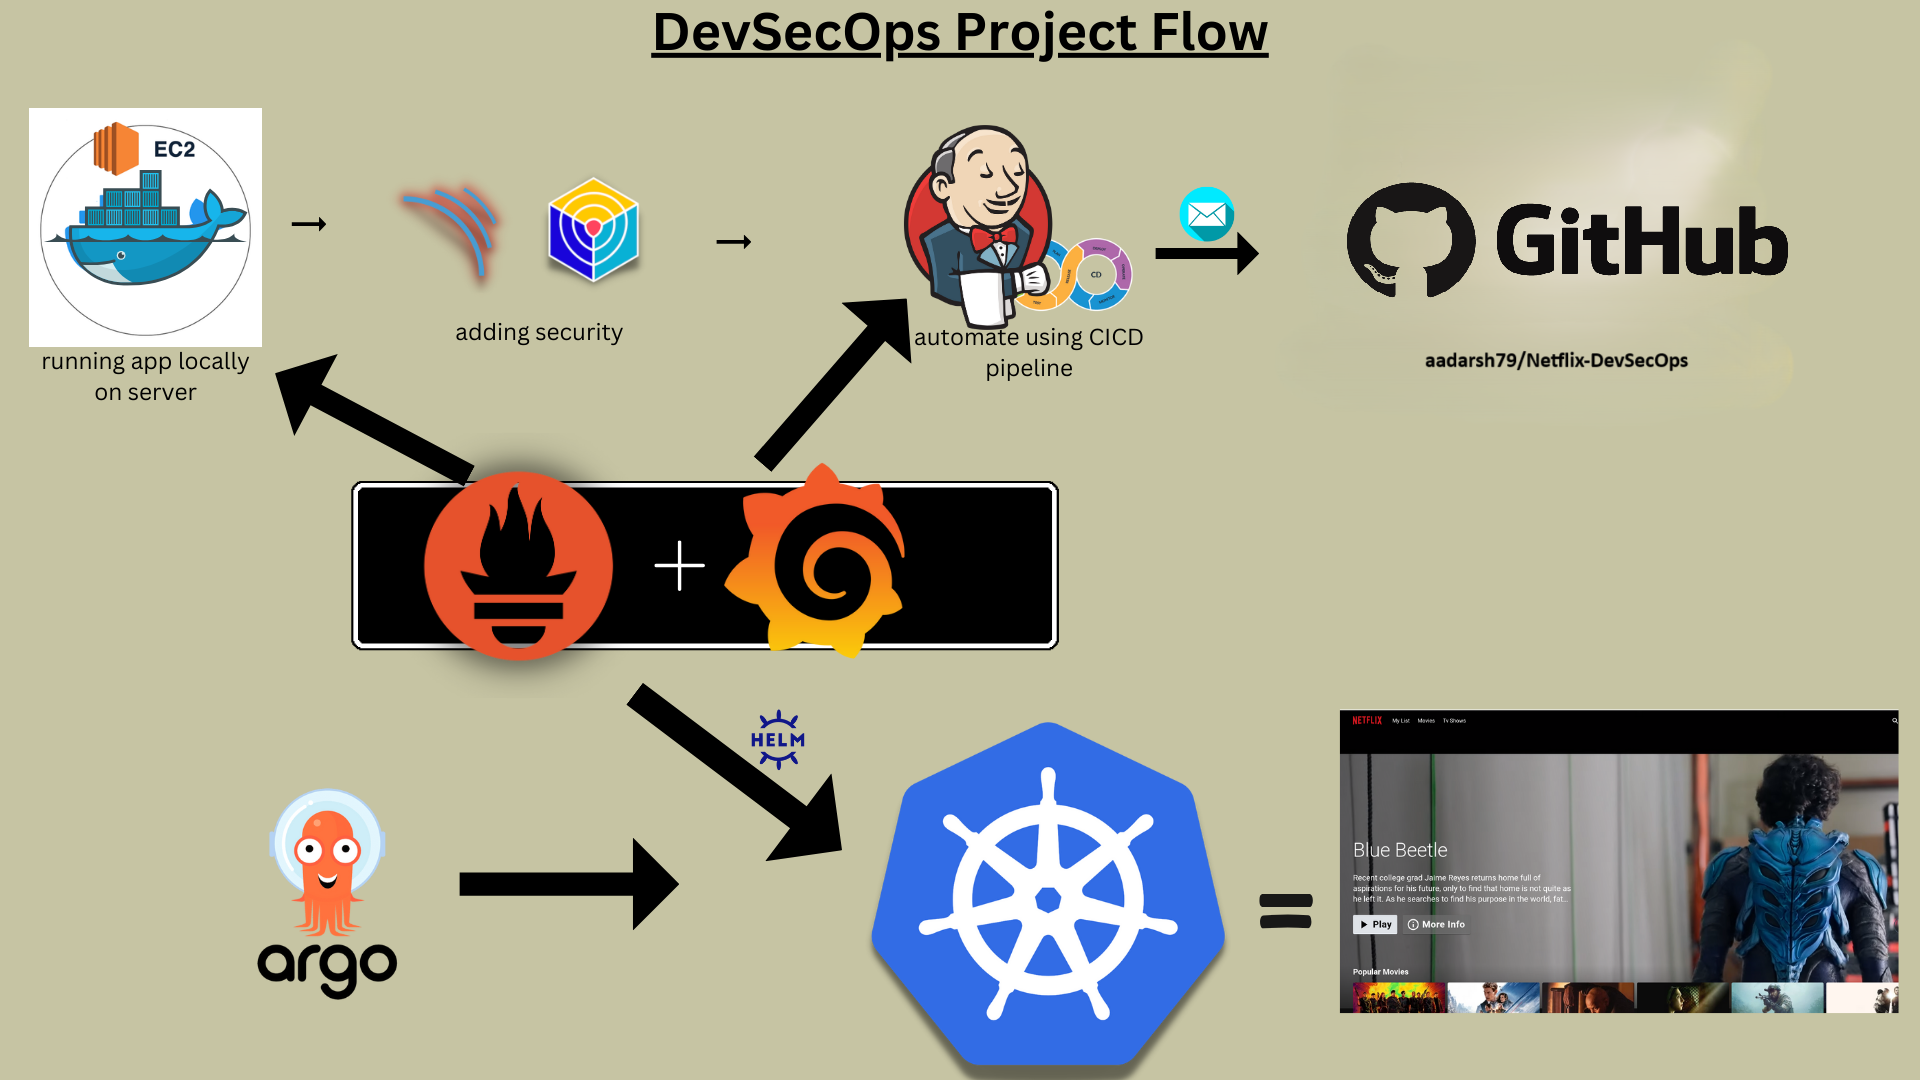 DevSecOps Project Flow
EC2
running app locally
on server
adding security
CD
automate using CICD
pipeline
GitHub
aadarsh79/Netflix-DevSecOps
HELM
argo
NETFLIX My List Movies Tv Shows
Blue Beetle
Recent college grad Jaime Reyes returns home full of
aspirations for his future, only to find that home is not quite as
he left it. As he searches to find his purpose in the world, fat...
Play More Info
Popular Movies